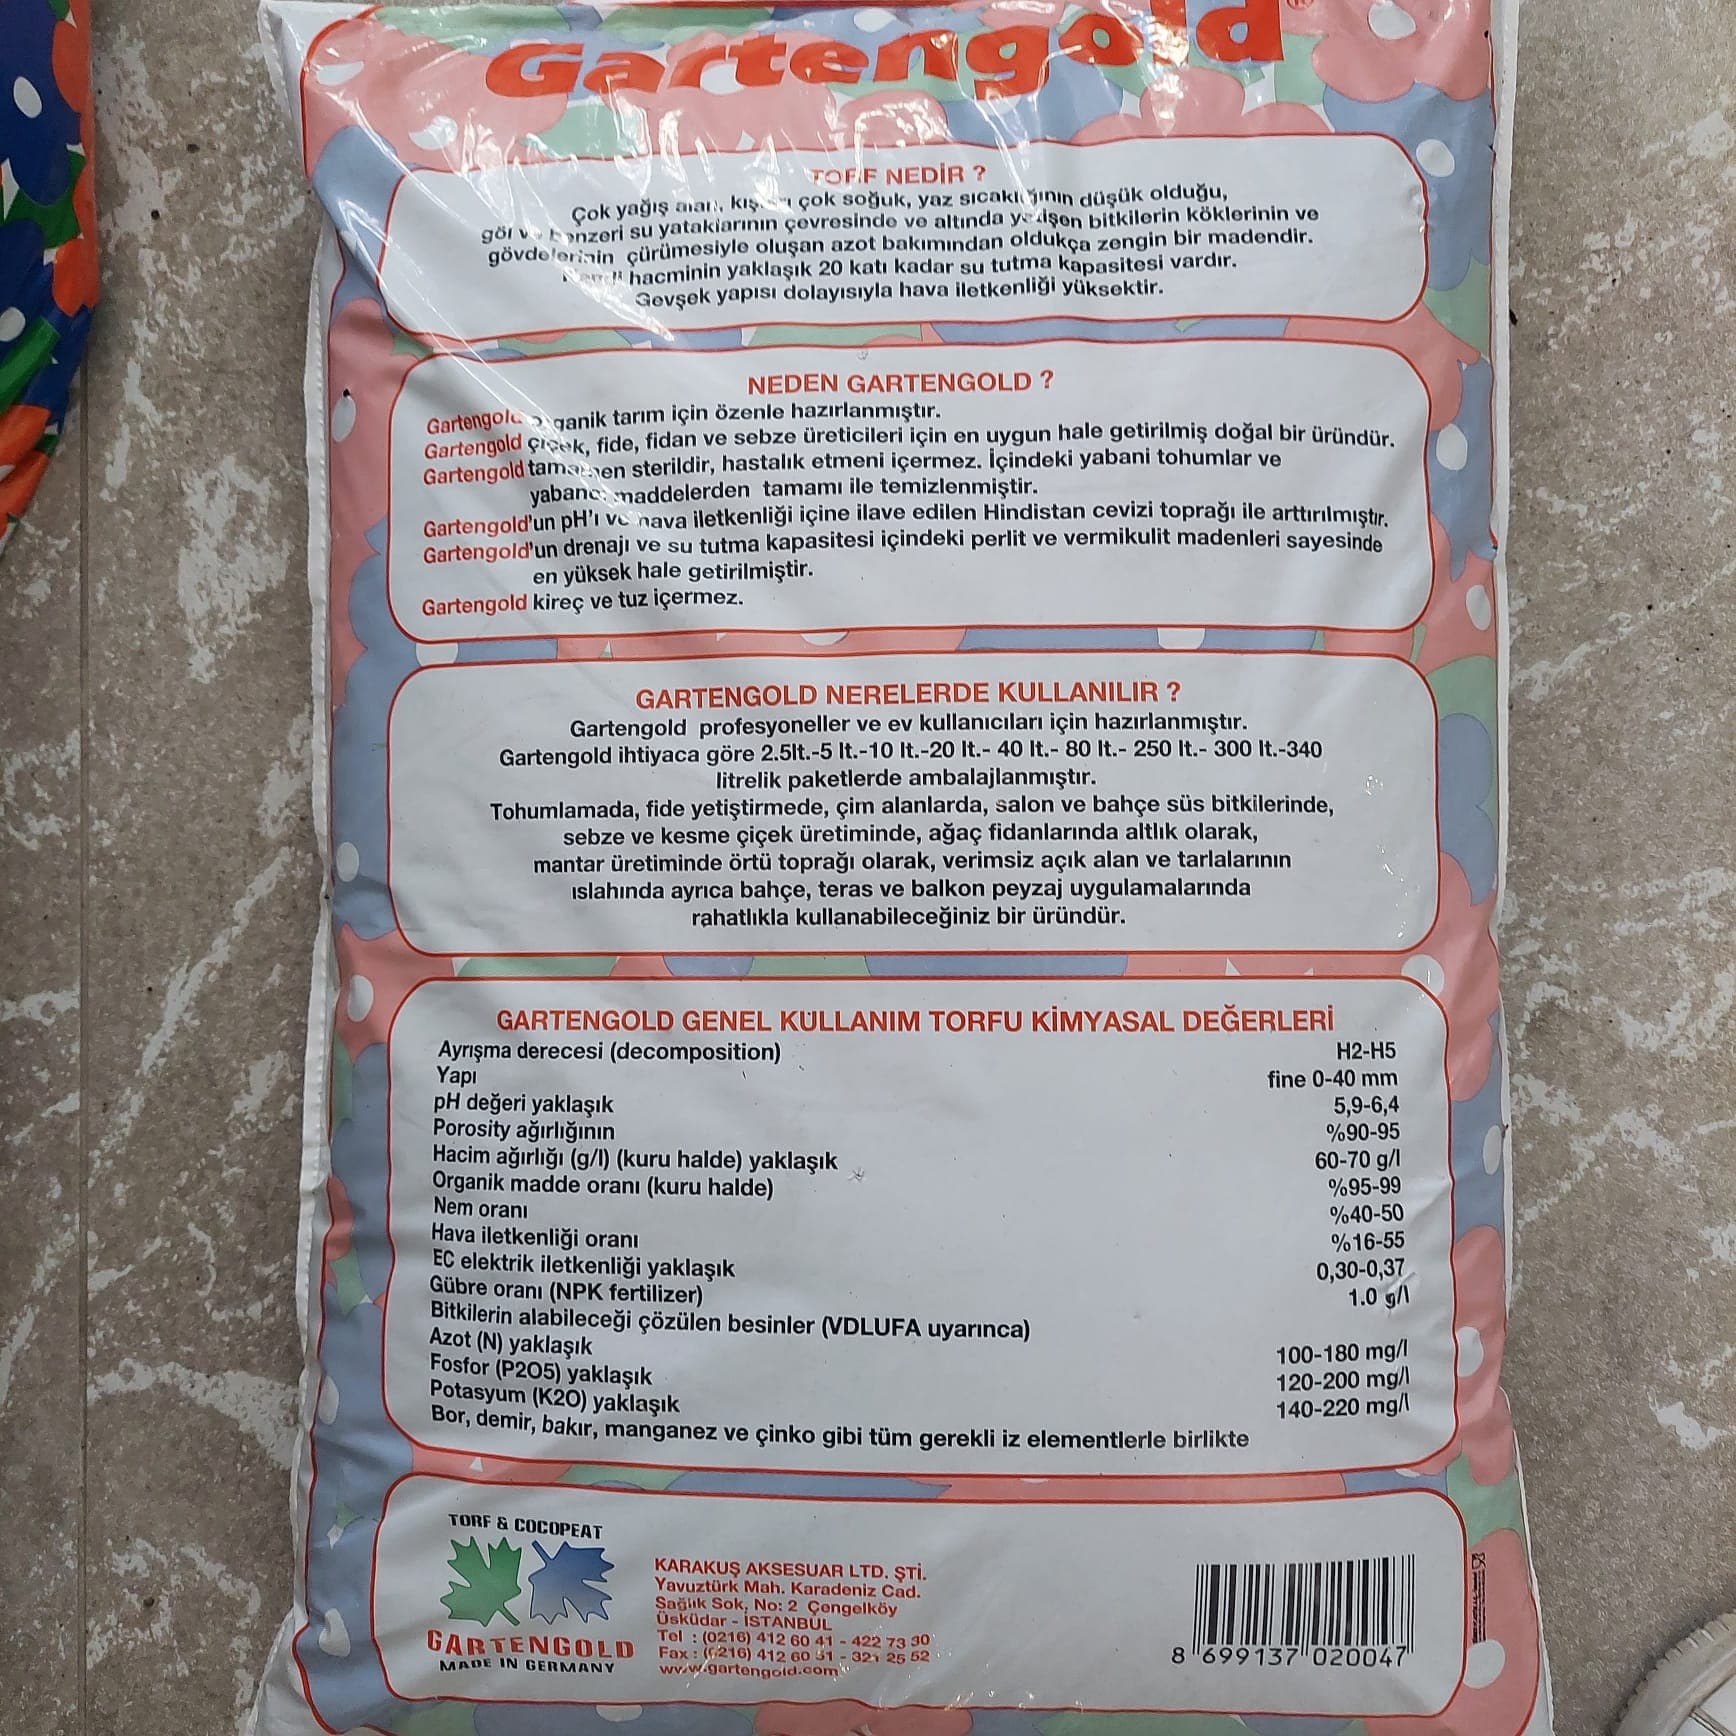 Gartengold
TORF NEDİR ?
Çok yağış alan, çok soğuk, yaz sıcaklığının düşük olduğu,
göl ve benzeri su yataklarının çevresinde ve altında yetişen bitkilerin köklerinin ve
gövdelerinin çürümesiyle oluşan azot bakımından oldukça zengin bir madendir.
Kendi hacminin yaklaşık 20 katı kadar su tutma kapasitesi vardır.
Gevşek yapısı dolayısıyla hava iletkenliği yüksektir.
NEDEN GARTENGOLD ?
Gartengold organik tarım için özenle hazırlanmıştır.
Gartengold çiçek, fide, fidan ve sebze üreticileri için en uygun hale getirilmiş doğal bir üründür.
Gartengold tamamen sterildir, hastalık etmeni içermez. İçindeki yabani tohumlar ve
yabancı maddelerden tamamı ile temizlenmiştir.
Gartengold'un pH'ı ve hava iletkenliği içine ilave edilen Hindistan cevizi toprağı ile arttırılmıştır.
Gartengold'un drenajı ve su tutma kapasitesi içindeki perlit ve vermikulit madenleri sayesinde
en yüksek hale getirilmiştir.
Gartengold kireç ve tuz içermez.
GARTENGOLD NERELERDE KULLANILIR ?
Gartengold profesyoneller ve ev kullanıcıları için hazırlanmıştır.
Gartengold ihtiyaca göre 2.5lt.-5 lt.-10 lt.-20 lt.- 40 lt.- 80 lt.- 250 lt.- 300 lt.-340
litrelik paketlerde ambalajlanmıştır.
Tohumlamada, fide yetiştirmede, çim alanlarda, salon ve bahçe süs bitkilerinde,
sebze ve kesme çiçek üretiminde, ağaç fidanlarında altlık olarak,
mantar üretiminde örtü toprağı olarak, verimsiz açık alan ve tarlalarının
ıslahında ayrıca bahçe, teras ve balkon peyzaj uygulamalarında
rahatlıkla kullanabileceğiniz bir üründür.
GARTENGOLD GENEL KULLANIM TORFU KİMYASAL DEĞERLERİ
Ayrışma derecesi (decomposition) H2-H5
Yapı fine 0-40 mm
pH değeri yaklaşık 5,9-6,4
Porosity ağırlığının %90-95
Hacim ağırlığı (g/l) (kuru halde) yaklaşık 60-70 g/l
Organik madde oranı (kuru halde) %95-99
Nem oranı %40-50
Hava iletkenliği oranı %16-55
EC elektrik iletkenliği yaklaşık 0,30-0,37
Gübre oranı (NPK fertilizer) 1.0 g/l
Bitkilerin alabileceği çözülen besinler (VDLUFA uyarınca)
Azot (N) yaklaşık 100-180 mg/l
Fosfor (P2O5) yaklaşık 120-200 mg/l
Potasyum (K2O) yaklaşık 140-220 mg/l
Bor, demir, bakır, manganez ve çinko gibi tüm gerekli iz elementlerle birlikte
TORF & COCOPEAT
GARTENGOLD
MADE IN GERMANY
KARAKUŞ AKSESUAR LTD. ŞTİ.
Yavuztürk Mah. Karadeniz Cad.
Sağlık Sok, No: 2 Çengelköy
Üsküdar - İSTANBUL
Tel : (0216) 412 60 41 - 422 73 30
Fax : (0216) 412 60 51 - 321 25 52
www.gartengold.com
8 699137 020047